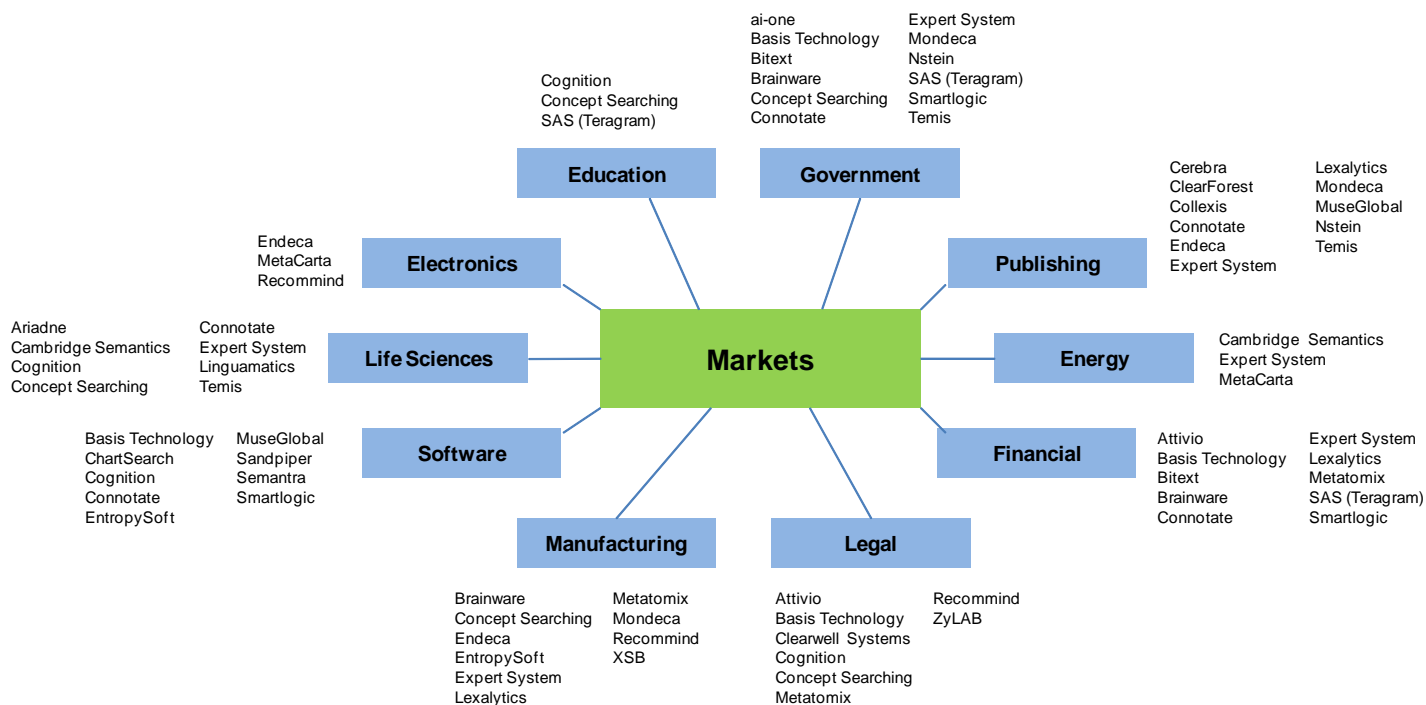 ai-one
Basis Technology
Bitext
Brainware
Concept Searching
Connotate
Expert System
Mondeca
Nstein
SAS (Teragram)
Smartlogic
Temis
Cognition
Concept Searching
SAS (Teragram)
Education
Government
Cerebra
ClearForest
Collexis
Connotate
Endeca
Expert System
Lexalytics
Mondeca
MuseGlobal
Nstein
Temis
Endeca
MetaCarta
Recommind
Electronics
Publishing
Ariadne
Cambridge Semantics
Cognition
Concept Searching
Connotate
Expert System
Linguamatics
Temis
Life Sciences
Markets
Energy
Cambridge Semantics
Expert System
MetaCarta
Basis Technology
ChartSearch
Cognition
Connotate
EntropySoft
MuseGlobal
Sandpiper
Semantra
Smartlogic
Software
Financial
Attivio
Basis Technology
Bitext
Brainware
Connotate
Expert System
Lexalytics
Metatomix
SAS (Teragram)
Smartlogic
Manufacturing
Legal
Brainware
Concept Searching
Endeca
EntropySoft
Expert System
Lexalytics
Metatomix
Mondeca
Recommind
XSB
Attivio
Basis Technology
Clearwell Systems
Cognition
Concept Searching
Metatomix
Recommind
ZyLAB